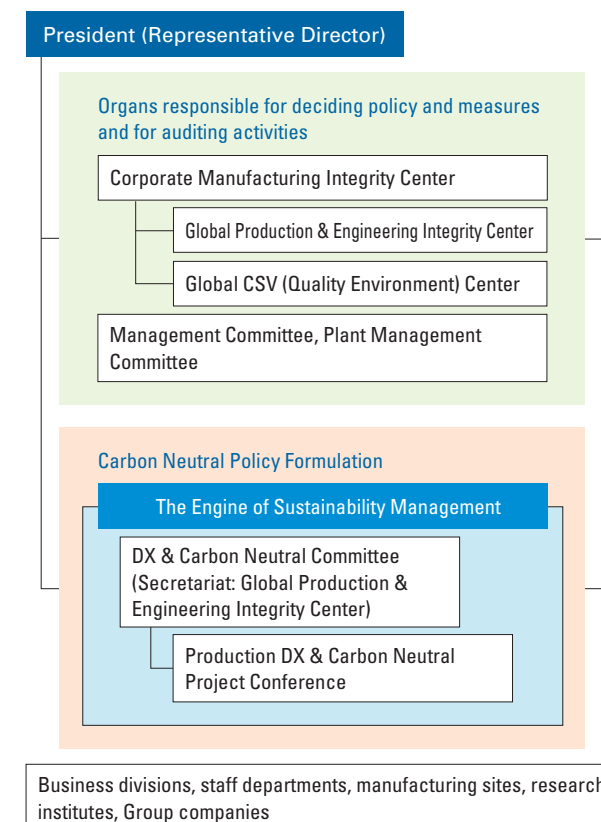 President (Representative Director)
Organs responsible for deciding policy and measures
and for auditing activities
Corporate Manufacturing Integrity Center
Global Production & Engineering Integrity Center
Global CSV (Quality Environment) Center
Management Committee, Plant Management
Committee
Carbon Neutral Policy Formulation
The Engine of Sustainability Management
DX & Carbon Neutral Committee
(Secretariat: Global Production &
Engineering Integrity Center)
Production DX & Carbon Neutral
Project Conference
Business divisions, staff departments, manufacturing sites, research
institutes, Group companies